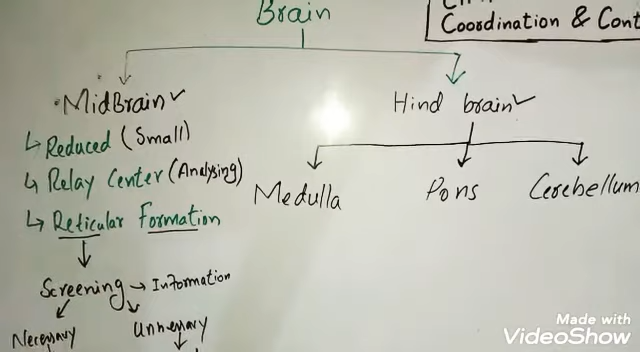 Brain
Coordination & Cont
MidBrain
Hind brain
Reduced (Small)
Relay Center (Analysing)
Medulla
Pons
Cerebellum
Reticular Formation
Screening → Information
Necessary
Unnessary
Made with
VideoShow